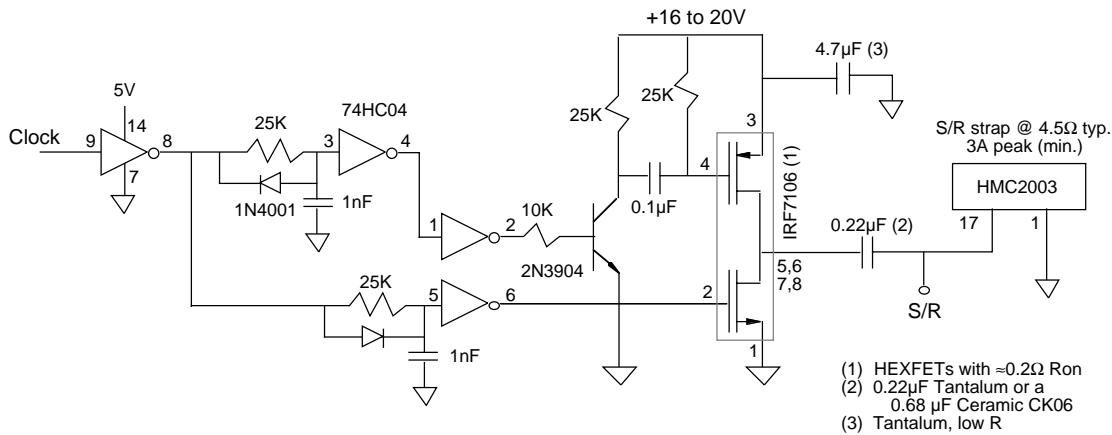 +16 to 20V
4.7µF (3)
5V
74HC04
25K
25K
S/R strap @ 4.5Ω typ.
3A peak (min.)
Clock
9
14
8
25K
3
4
3
HMC2003
7
4
IRF7106 (1)
17
1
1N4001
1nF
0.1µF
0.22µF (2)
1
2
10K
2N3904
5,6
7,8
25K
5
6
2
S/R
1nF
1
(1) HEXFETs with ≈0.2Ω Ron
(2) 0.22µF Tantalum or a
0.68 µF Ceramic CK06
(3) Tantalum, low R